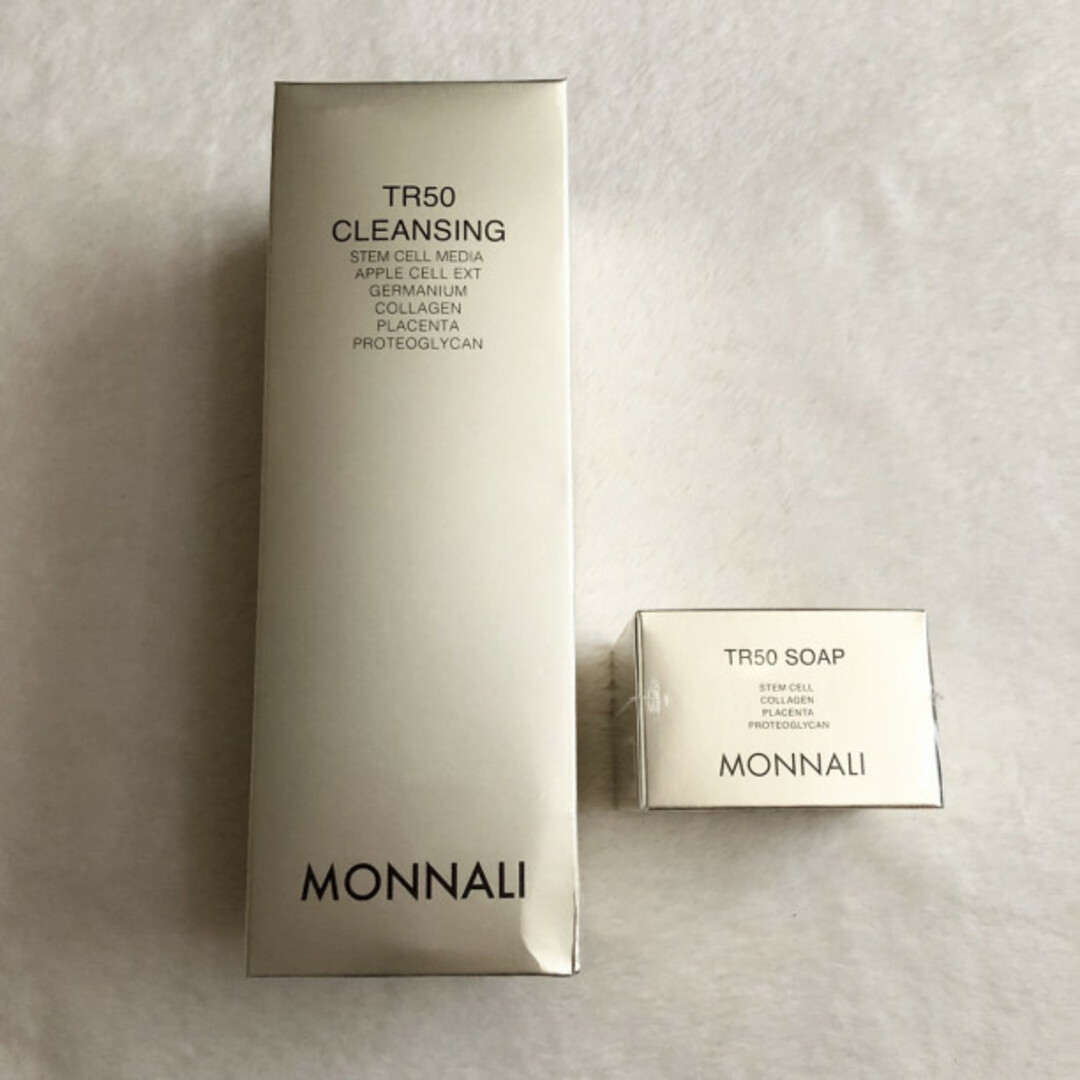 TR50
CLEANSING
STEM CELL MEDIA
APPLE CELL EXT
GERMANIUM
COLLAGEN
PLACENTA
PROTEOGLYCAN
MONNALI
TR50 SOAP
STEM CELL
COLLAGEN
PLACENTA
PROTEOGLYCAN
MONNALI